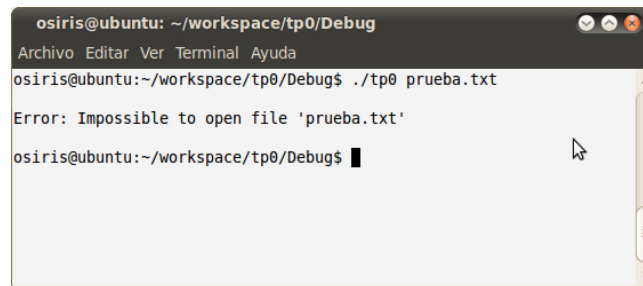 osiris@ubuntu: ~/workspace/tp0/Debug
Archivo Editar Ver Terminal Ayuda
osiris@ubuntu:~/workspace/tp0/Debug$ ./tp0 prueba.txt
Error: Impossible to open file 'prueba.txt'
osiris@ubuntu:~/workspace/tp0/Debug$